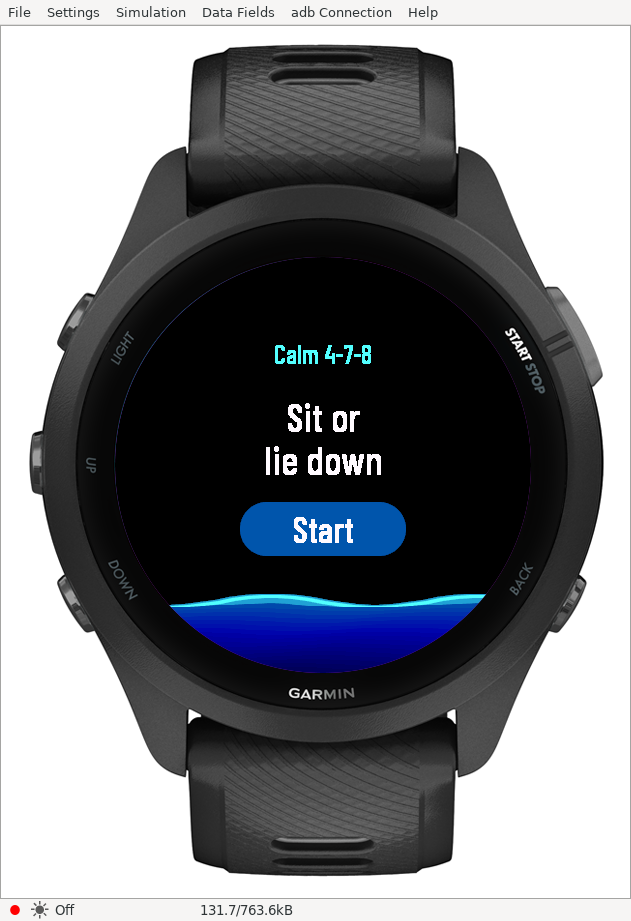 File Settings Simulation Data Fields adb Connection Help
LIGHT
START STOP
UP
DOWN
BACK
Calm 4-7-8
Sit or
lie down
Start
GARMIN
Off 131.7/763.6kB